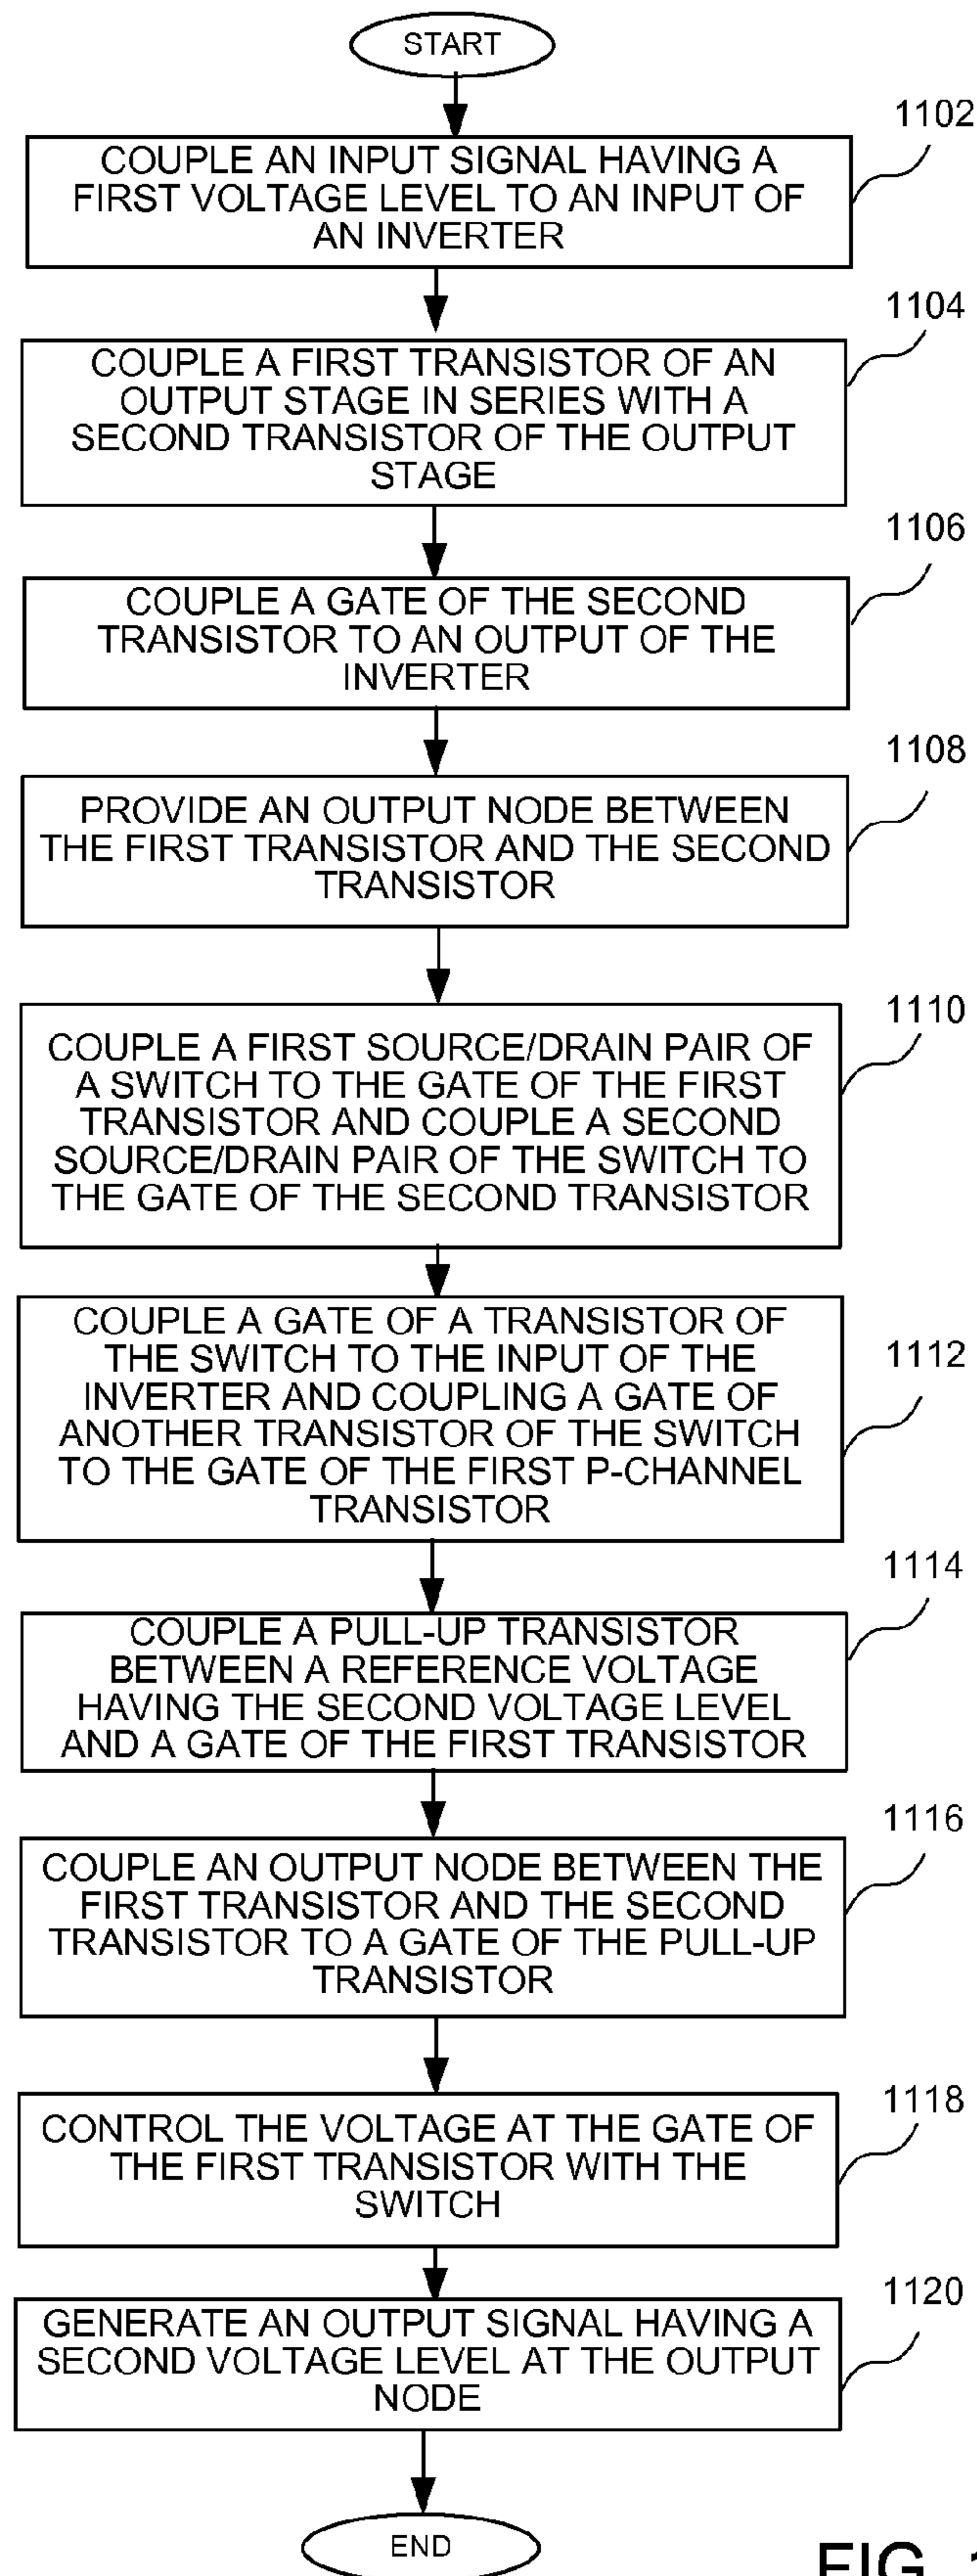 START
1102
COUPLE AN INPUT SIGNAL HAVING A
FIRST VOLTAGE LEVEL TO AN INPUT OF
AN INVERTER
1104
COUPLE A FIRST TRANSISTOR OF AN
OUTPUT STAGE IN SERIES WITH A
SECOND TRANSISTOR OF THE OUTPUT
STAGE
1106
COUPLE A GATE OF THE SECOND
TRANSISTOR TO AN OUTPUT OF THE
INVERTER
1108
PROVIDE AN OUTPUT NODE BETWEEN
THE FIRST TRANSISTOR AND THE SECOND
TRANSISTOR
1110
COUPLE A FIRST SOURCE/DRAIN PAIR OF
A SWITCH TO THE GATE OF THE FIRST
TRANSISTOR AND COUPLE A SECOND
SOURCE/DRAIN PAIR OF THE SWITCH TO
THE GATE OF THE SECOND TRANSISTOR
1112
COUPLE A GATE OF A TRANSISTOR OF
THE SWITCH TO THE INPUT OF THE
INVERTER AND COUPLING A GATE OF
ANOTHER TRANSISTOR OF THE SWITCH
TO THE GATE OF THE FIRST P-CHANNEL
TRANSISTOR
1114
COUPLE A PULL-UP TRANSISTOR
BETWEEN A REFERENCE VOLTAGE
HAVING THE SECOND VOLTAGE LEVEL
AND A GATE OF THE FIRST TRANSISTOR
1116
COUPLE AN OUTPUT NODE BETWEEN THE
FIRST TRANSISTOR AND THE SECOND
TRANSISTOR TO A GATE OF THE PULL-UP
TRANSISTOR
1118
CONTROL THE VOLTAGE AT THE GATE OF
THE FIRST TRANSISTOR WITH THE
SWITCH
1120
GENERATE AN OUTPUT SIGNAL HAVING A
SECOND VOLTAGE LEVEL AT THE OUTPUT
NODE
END
FIG.